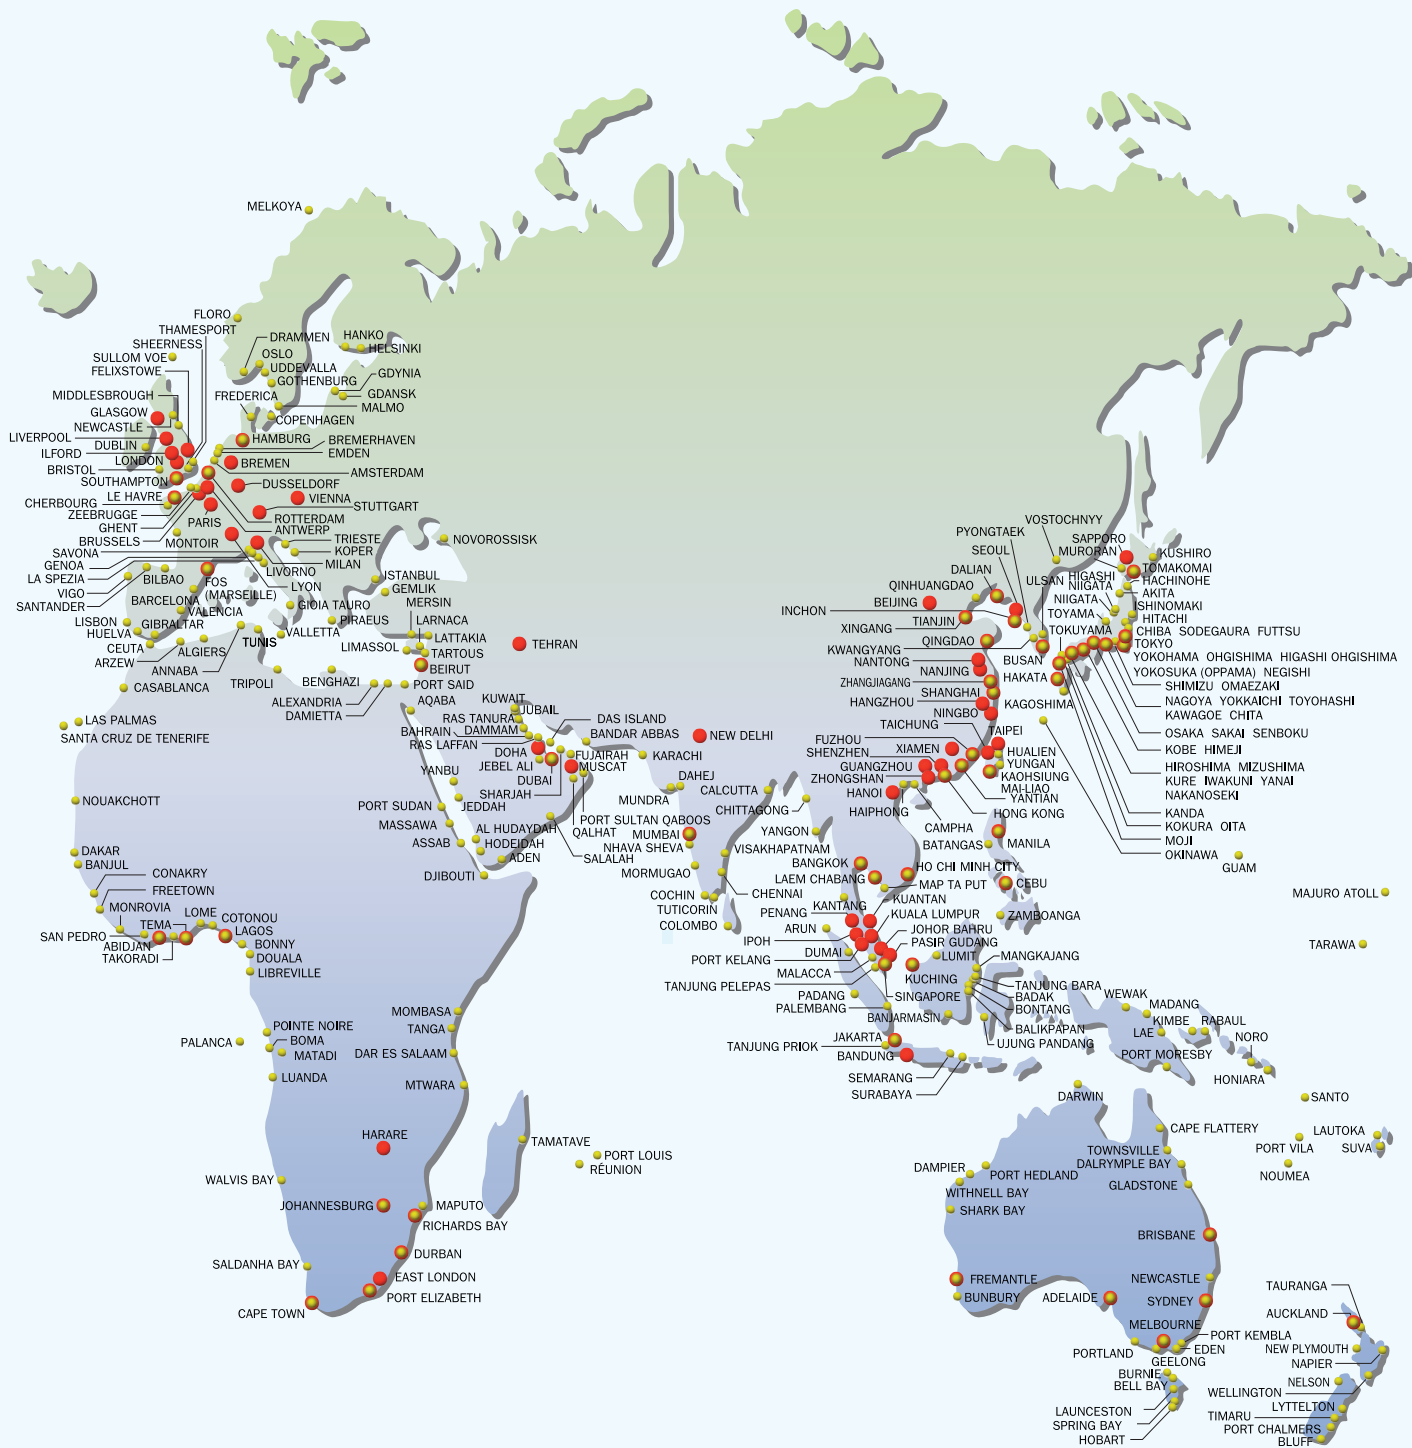 MELKOYA
FLORO
THAMESPORT
SHEERNESS
SULLOM VOE
FELIXSTOWE
MIDDLESBROUGH
GLASGOW
NEWCASTLE
LIVERPOOL
DUBLIN
ILFORD
LONDON
BRISTOL
SOUTHAMPTON
LE HAVRE
CHERBOURG
ZEEBRUGGE
GHENT
BRUSSELS
PARIS
MONTOIR
SAVONA
GENOA
LA SPEZIA
VIGO
SANTANDER
BILBAO
BARCELONA
VALENCIA
LISBON
GIBRALTAR
HUELVA
CEUTA
ARZEW
ALGIERS
ANNABA
TUNIS
CASABLANCA
DRAMMEN
OSLO
UDDEVALLA
GOTHENBURG
HANKO
HELSINKI
GDYNIA
GDANSK
MALMO
FREDERICA
COPENHAGEN
HAMBURG
BREMERHAVEN
EMDEN
BREMEN
AMSTERDAM
DUSSELDORF
VIENNA
STUTTGART
ROTTERDAM
ANTWERP
TRIESTE
KOPER
MILAN
LIVORNO
LYON
FOS
(MARSEILLE)
GIOIA TAURO
VALLETTA
PIRAEUS
NOVOROSSISK
ISTANBUL
GEMLIK
MERSIN
LARNACA
LATTAKIA
LIMASSOL
TARTOUS
BEIRUT
TEHRAN
TRIPOLI
BENGHAZI
ALEXANDRIA
DAMIETTA
PORT SAID
AQABA
LAS PALMAS
SANTA CRUZ DE TENERIFE
NOUAKCHOTT
DAKAR
BANJUL
CONAKRY
FREETOWN
MONROVIA
SAN PEDRO
ABIDJAN
TAKORADI
TEMA
LOME
COTONOU
LAGOS
BONNY
DOUALA
LIBREVILLE
POINTE NOIRE
BOMA
MATADI
PALANCA
LUANDA
HARARE
WALVIS BAY
JOHANNESBURG
MAPUTO
RICHARDS BAY
DURBAN
EAST LONDON
PORT ELIZABETH
SALDANHA BAY
CAPE TOWN
MOMBASA
TANGA
DAR ES SALAAM
MTWARA
TAMATAVE
PORT LOUIS
RÉUNION
KUWAIT
JUBAIL
RAS TANURA
DAMMAM
BAHRAIN
RAS LAFFAN
DOHA
JEBEL ALI
DUBAI
SHARJAH
DAS ISLAND
BANDAR ABBAS
FUJAIRAH
MUSCAT
KARACHI
YANBU
JEDDAH
PORT SUDAN
MASSAWA
ASSAB
AL HUDAYDAH
HODEIDAH
ADEN
DJIBOUTI
PORT SULTAN QABOOS
QALHAT
SALALAH
NEW DELHI
MUNDRA
DAHEJ
CALCUTTA
CHITTAGONG
MUMBAI
NHAVA SHEVA
MORMUGAO
VISAKHAPATNAM
CHENNAI
COCHIN
TUTICORIN
COLOMBO
YANGON
BANGKOK
LAEM CHABANG
HO CHI MINH CITY
MAP TA PUT
KUANTAN
KANTANG
PENANG
KUALA LUMPUR
ARUN
IPOH
JOHOR BAHRU
PASIR GUDANG
DUMAI
PORT KELANG
LUMIT
MALACCA
KUCHING
TANJUNG PELEPAS
SINGAPORE
PADANG
PALEMBANG
BANJARMASIN
MANGKAJANG
TANJUNG BARA
BADAK
BONTANG
BALIKPAPAN
UJUNG PANDANG
JAKARTA
TANJUNG PRIOK
BANDUNG
SEMARANG
SURABAYA
VOSTOCHNYY
PYONGTAEK
SEOUL
DALIAN
QINHUANGDAO
BEIJING
INCHON
TIANJIN
XINGANG
QINGDAO
KWANGYANG
NANTONG
NANJING
ZHANGJIAGANG
SHANGHAI
HANGZHOU
NINGBO
TAICHUNG
TAIPEI
FUZHOU
XIAMEN
SHENZHEN
HUALIEN
GUANGZHOU
YUNGAN
ZHONGSHAN
KAOHSIUNG
MAI-LIAO
HANOI
YANTIAN
HAIPHONG
HONG KONG
CAMPHA
BATANGAS
MANILA
CEBU
ZAMBOANGA
SAPPORO
MURORAN
KUSHIRO
TOMAKOMAI
HACHINOHE
ULSAN
HIGASHI
NIIGATA
AKITA
NIIGATA
ISHINOMAKI
TOYAMA
HITACHI
TOKUYAMA
CHIBA SODEGAURA FUTTSU
TOKYO
BUSAN
HAKATA
YOKOHAMA OHGISHIMA HIGASHI OHGISHIMA
YOKOSUKA (OPPAMA) NEGISHI
SHIMIZU OMAEZAKI
KAGOSHIMA
NAGOYA YOKKAICHI TOYOHASHI
KAWAGOE CHITA
OSAKA SAKAI SENBOKU
KOBE HIMEJI
HIROSHIMA MIZUSHIMA
KURE IWAKUNI YANAI
NAKANOSEKI
KANDA
KOKURA OITA
MOJI
OKINAWA
GUAM
MAJURO ATOLL
TARAWA
WEWAK
MADANG
KIMBE
RABAUL
LAE
PORT MORESBY
NORO
HONIARA
SANTO
LAUTOKA
PORT VILA
SUVA
NOUMEA
DARWIN
CAPE FLATTERY
TOWNSVILLE
DALRYMPLE BAY
GLADSTONE
DAMPIER
PORT HEDLAND
WITHNELL BAY
SHARK BAY
BRISBANE
FREMANTLE
BUNBURY
NEWCASTLE
ADELAIDE
SYDNEY
MELBOURNE
PORT KEMBLA
PORTLAND
EDEN
GEELONG
BURNIE
BELL BAY
LAUNCESTON
SPRING BAY
HOBART
TAURANGA
AUCKLAND
NEW PLYMOUTH
NAPIER
NELSON
WELLINGTON
LYTTELTON
TIMARU
PORT CHALMERS
BLUFF